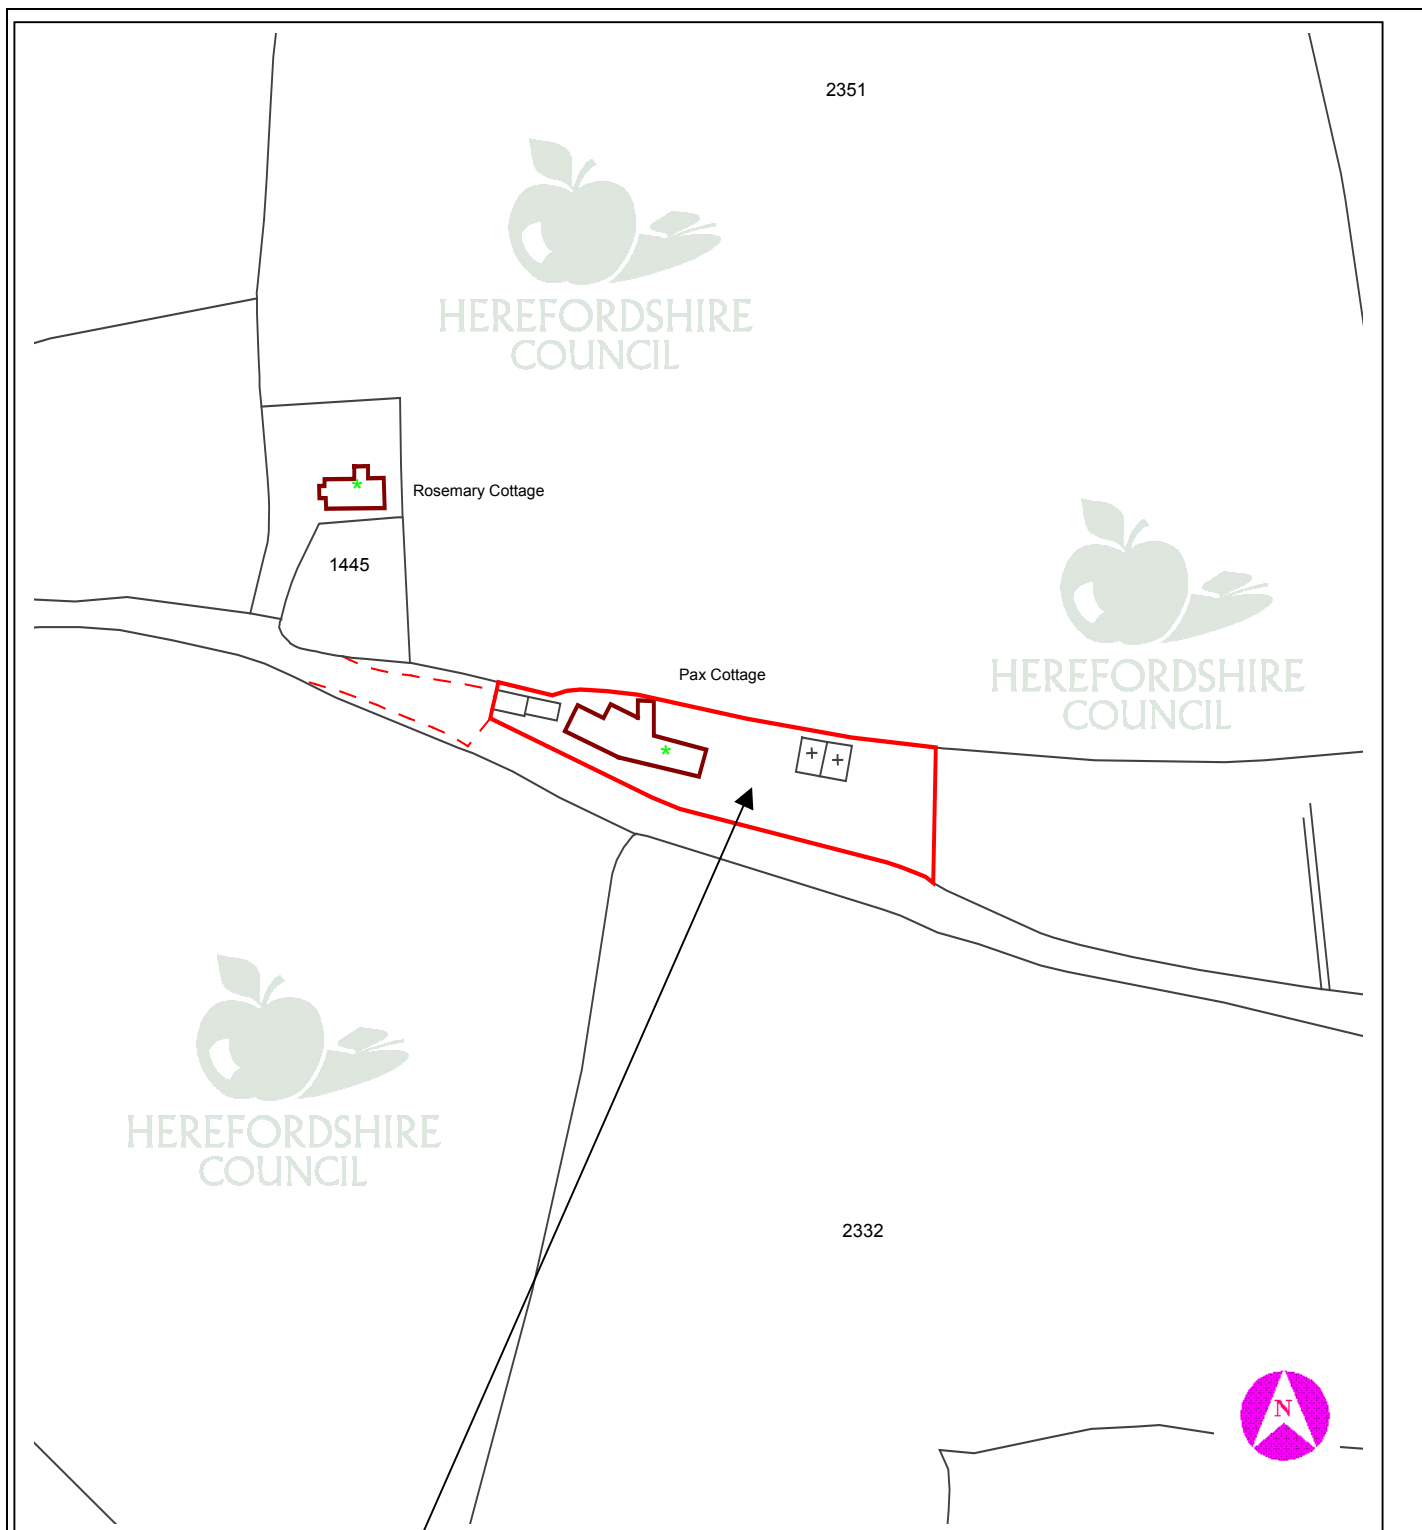 2351
HEREFORDSHIRE
COUNCIL
Rosemary Cottage
1445
Pax Cottage
HEREFORDSHIRE
COUNCIL
HEREFORDSHIRE
COUNCIL
2332
N